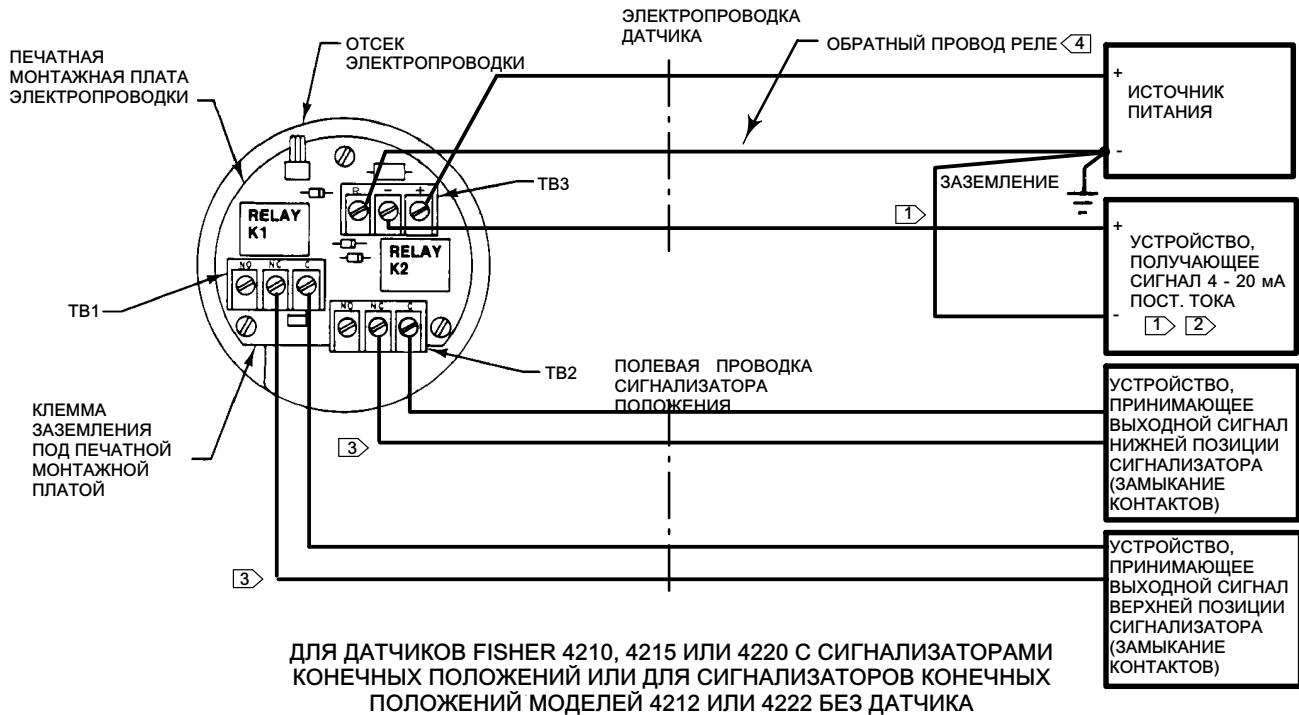 ЭЛЕКТРОПРОВОДКА
ДАТЧИКА
ОТСЕК
ЭЛЕКТРОПРОВОДКИ
ОБРАТНЫЙ ПРОВОД РЕЛЕ 4
ПЕЧАТНАЯ
МОНТАЖНАЯ ПЛАТА
ЭЛЕКТРОПРОВОДКИ
+
ИСТОЧНИК
ПИТАНИЯ
-
ЗАЗЕМЛЕНИЕ
TB3
R - +
RELAY
K1
RELAY
K2
1
+
УСТРОЙСТВО,
ПОЛУЧАЮЩЕЕ
СИГНАЛ 4 - 20 мА
ПОСТ. ТОКА
-
1 2
NO NC C
TB1
NO NC C
TB2
ПОЛЕВАЯ ПРОВОДКА
СИГНАЛИЗАТОРА
ПОЛОЖЕНИЯ
КЛЕММА
ЗАЗЕМЛЕНИЯ
ПОД ПЕЧАТНОЙ
МОНТАЖНОЙ
ПЛАТОЙ
3
УСТРОЙСТВО,
ПРИНИМАЮЩЕЕ
ВЫХОДНОЙ СИГНАЛ
НИЖНЕЙ ПОЗИЦИИ
СИГНАЛИЗАТОРА
(ЗАМЫКАНИЕ
КОНТАКТОВ)
3
УСТРОЙСТВО,
ПРИНИМАЮЩЕЕ
ВЫХОДНОЙ СИГНАЛ
ВЕРХНЕЙ ПОЗИЦИИ
СИГНАЛИЗАТОРА
(ЗАМЫКАНИЕ
КОНТАКТОВ)
ДЛЯ ДАТЧИКОВ FISHER 4210, 4215 ИЛИ 4220 С СИГНАЛИЗАТОРАМИ
КОНЕЧНЫХ ПОЛОЖЕНИЙ ИЛИ ДЛЯ СИГНАЛИЗАТОРОВ КОНЕЧНЫХ
ПОЛОЖЕНИЙ МОДЕЛЕЙ 4212 ИЛИ 4222 БЕЗ ДАТЧИКА